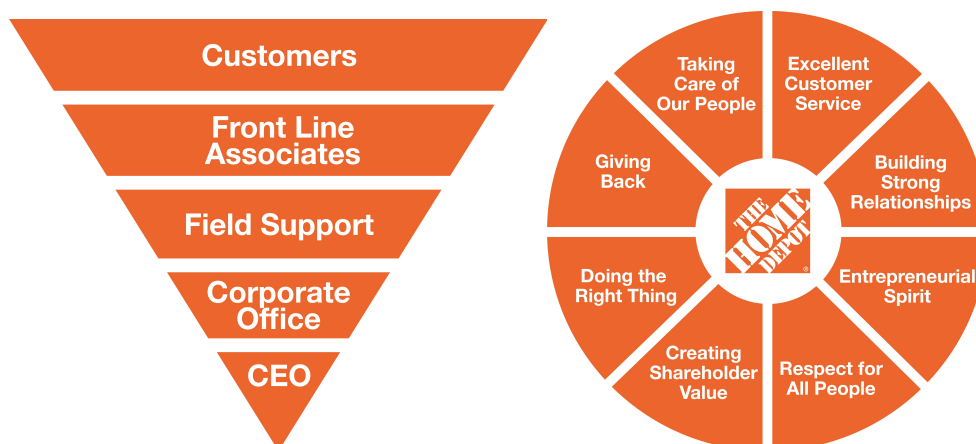 Customers
Front Line
Associates
Field Support
Corporate
Office
CEO
Taking
Care of
Our People
Excellent
Customer
Service
Building
Strong
Relationships
Entrepreneurial
Spirit
Respect for
All People
Creating
Shareholder
Value
Doing the
Right Thing
Giving
Back
THE
HOME
DEPOT
®